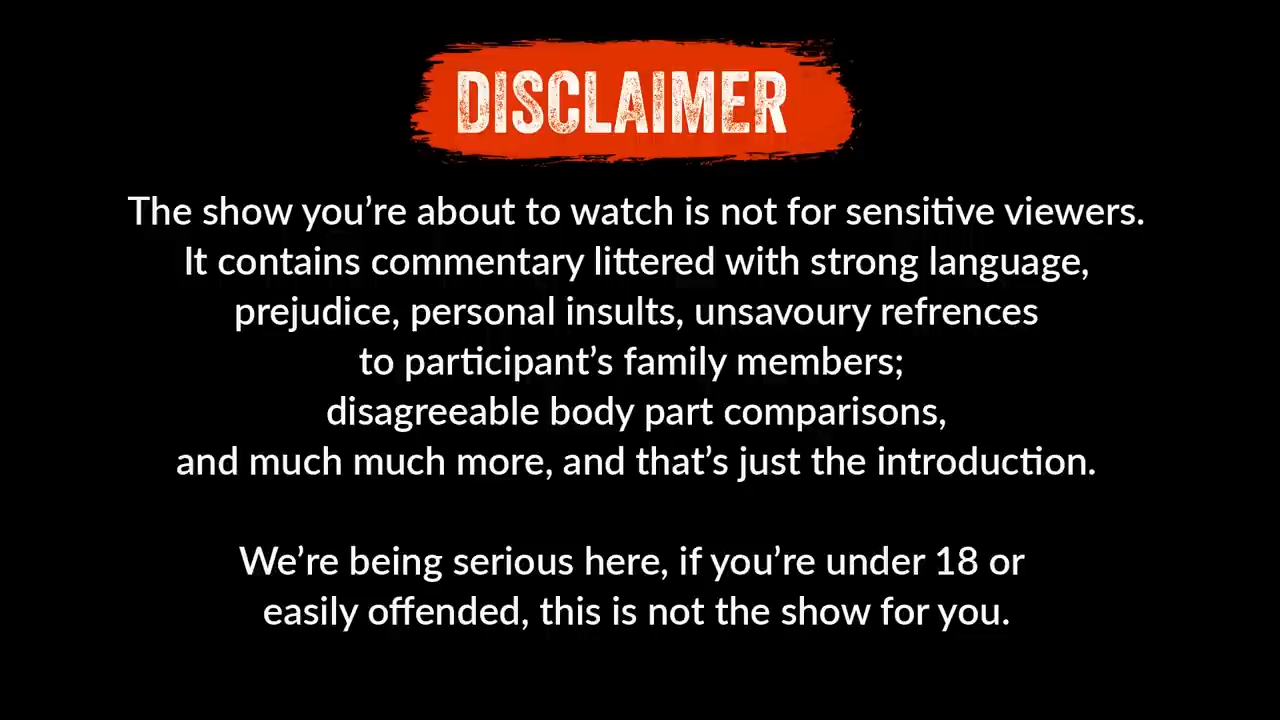 DISCLAIMER
The show you’re about to watch is not for sensitive viewers.
It contains commentary littered with strong language,
prejudice, personal insults, unsavoury refrences
to participant’s family members;
disagreeable body part comparisons,
and much much more, and that’s just the introduction.
We’re being serious here, if you’re under 18 or
easily offended, this is not the show for you.